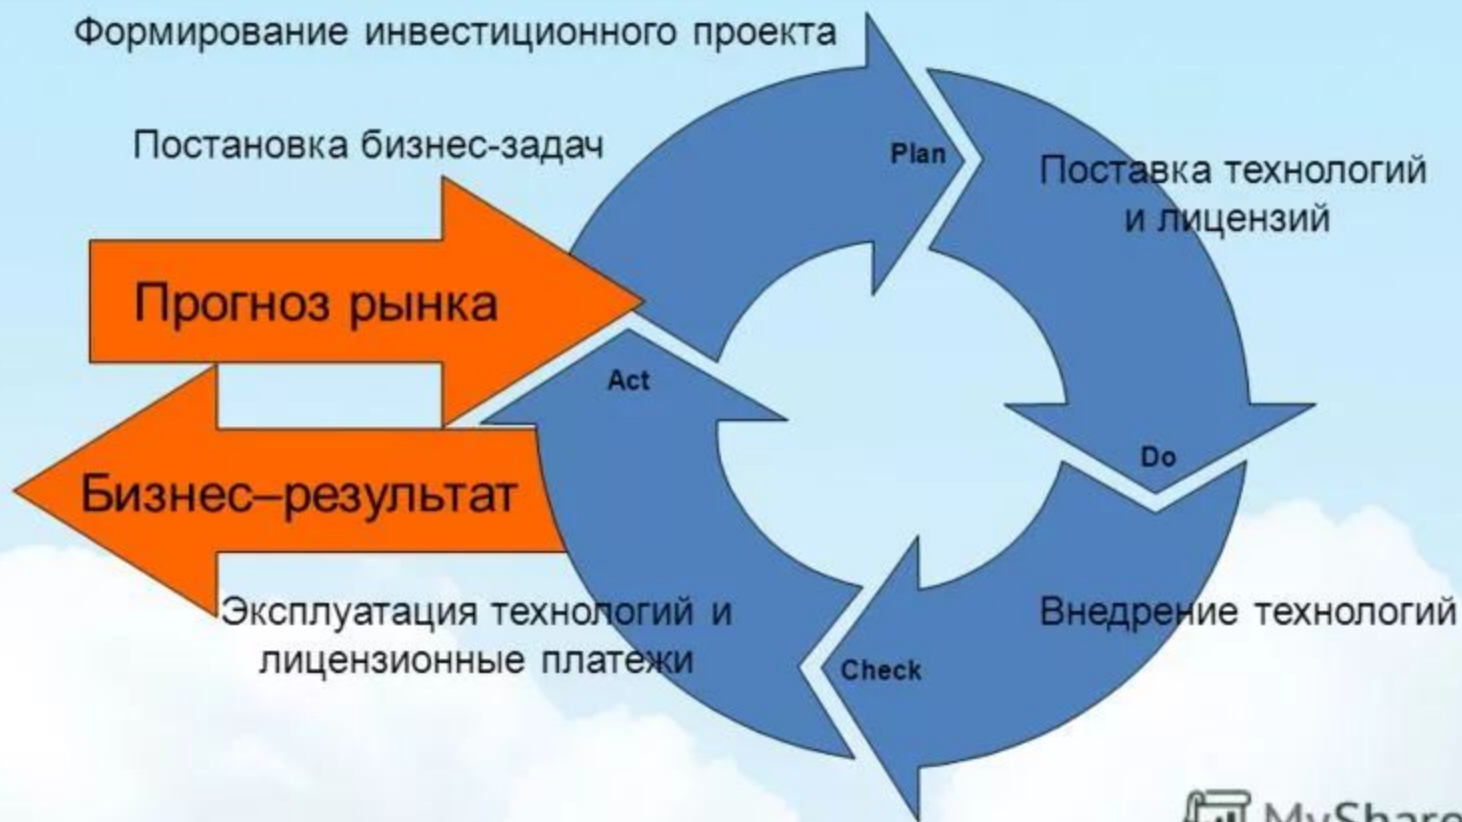 Формирование инвестиционного проекта
Постановка бизнес-задач
Plan
Поставка технологий
и лицензий
Прогноз рынка
Act
Do
Бизнес–результат
Эксплуатация технологий и
лицензионные платежи
Внедрение технологий
Check
MyShare